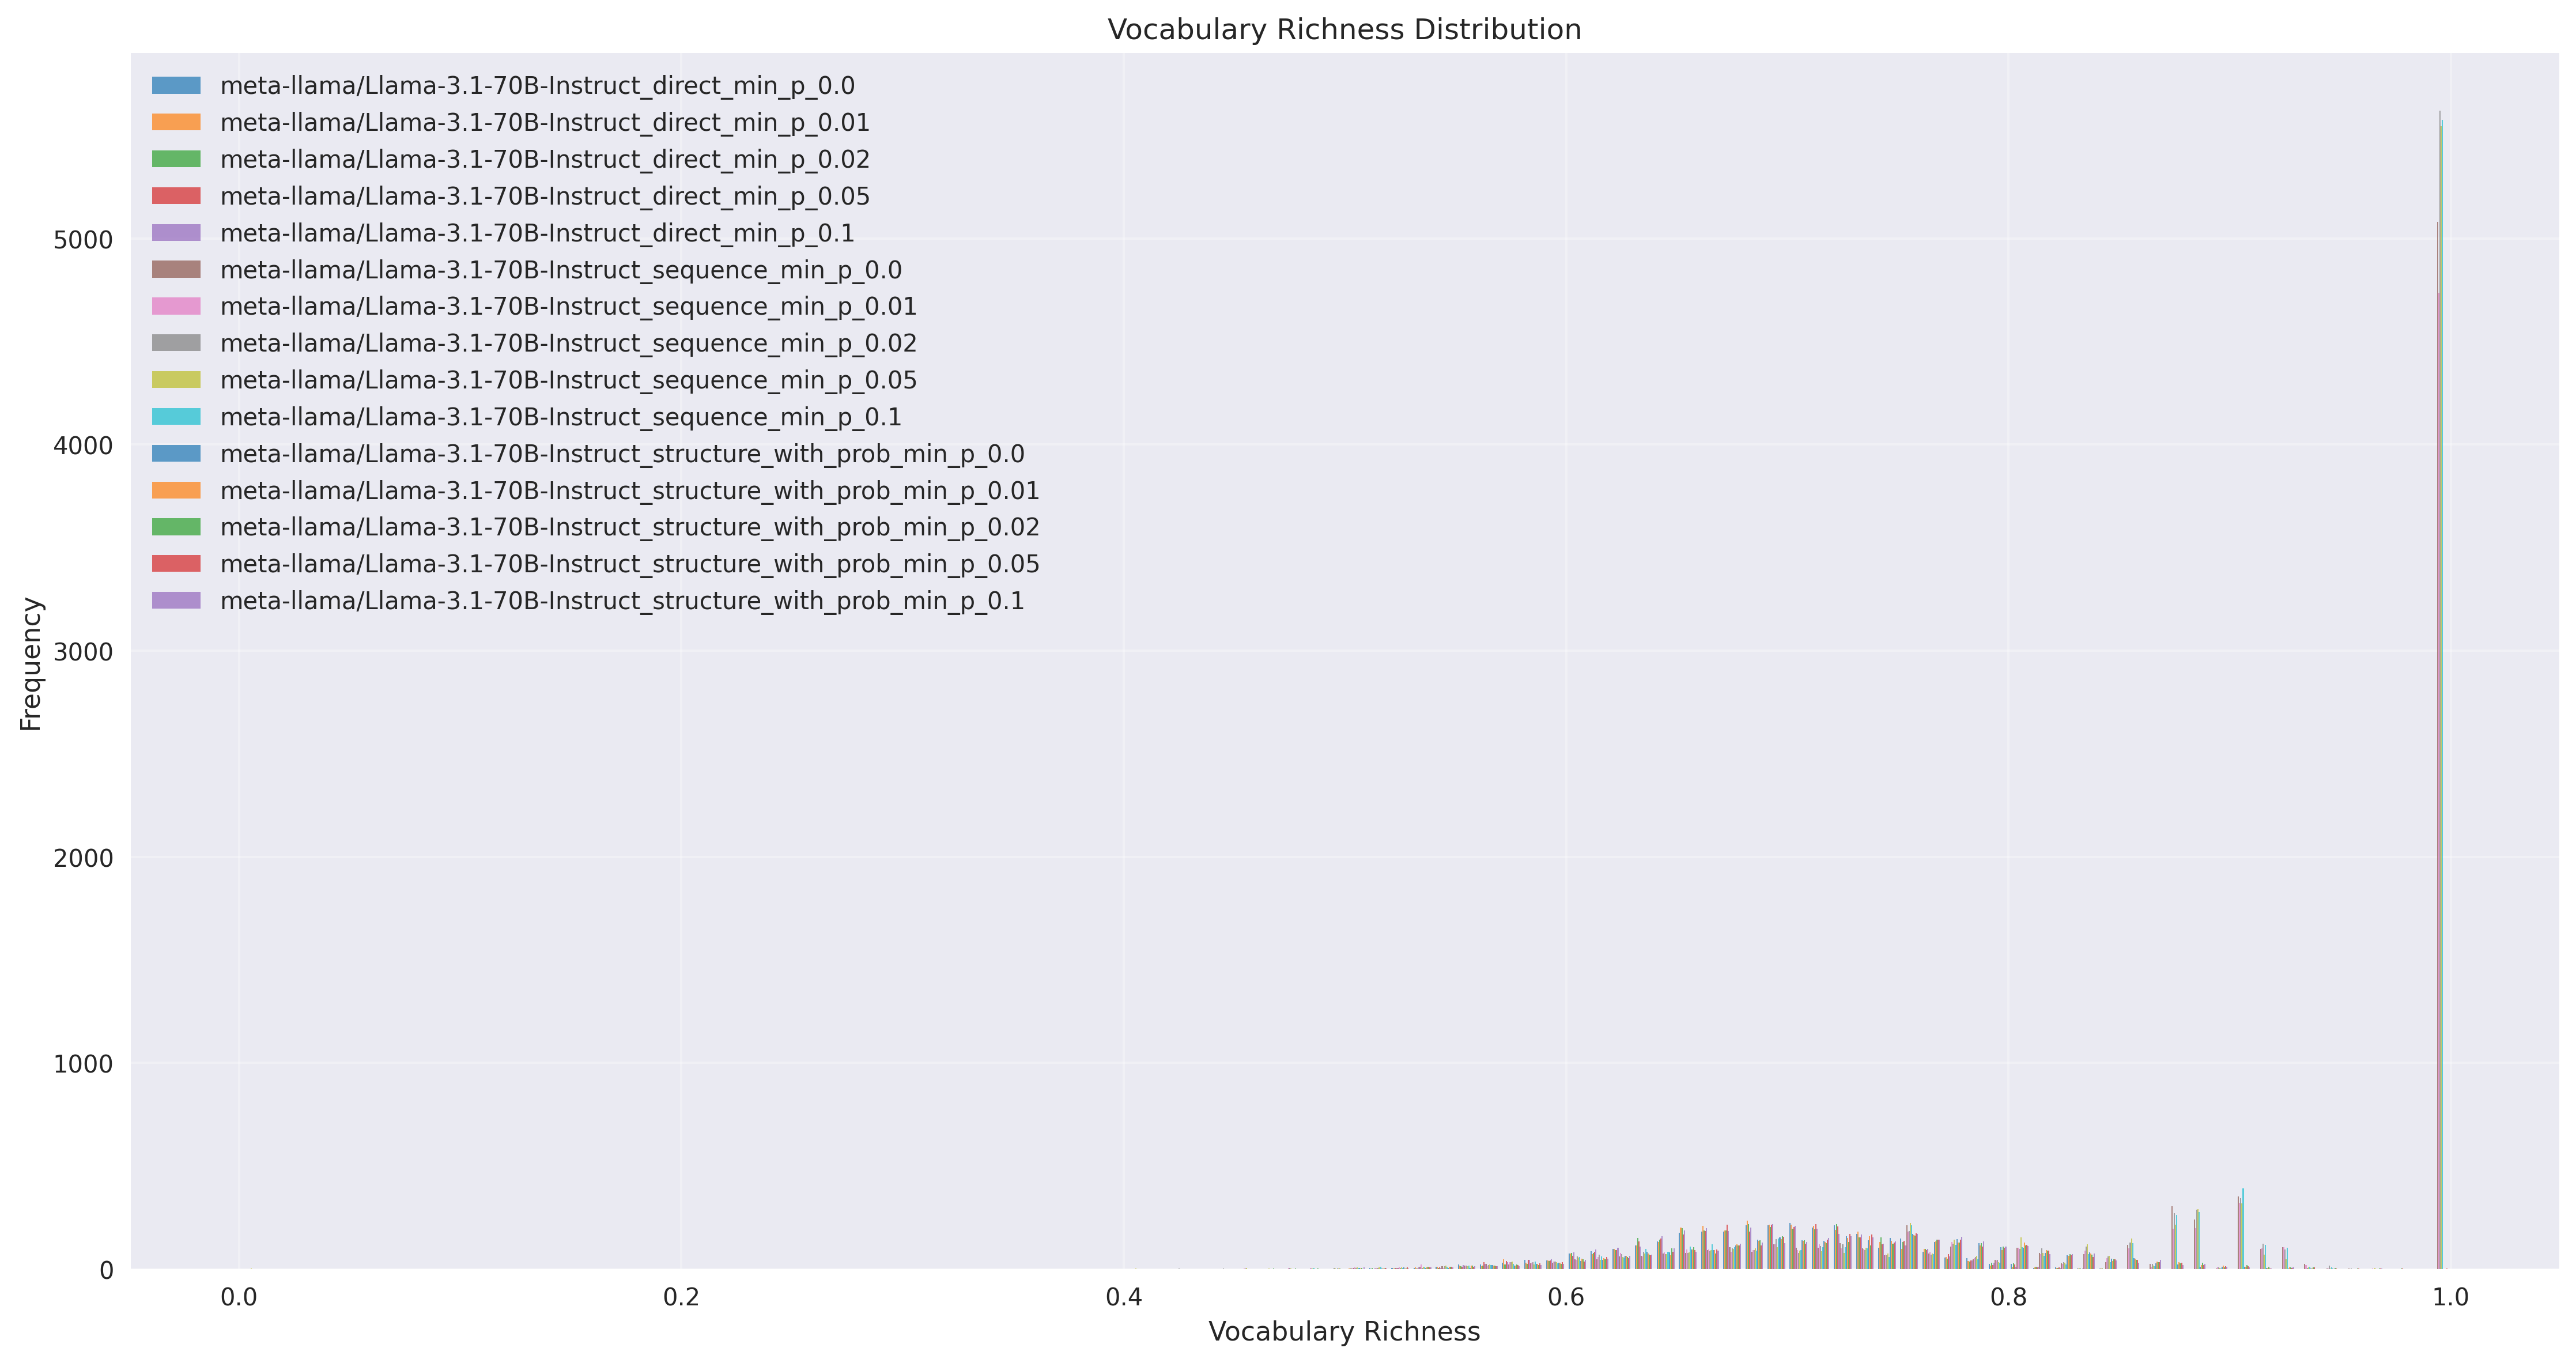 Vocabulary Richness Distribution
meta-llama/Llama-3.1-70B-Instruct_direct_min_p_0.0
meta-llama/Llama-3.1-70B-Instruct_direct_min_p_0.01
meta-llama/Llama-3.1-70B-Instruct_direct_min_p_0.02
meta-llama/Llama-3.1-70B-Instruct_direct_min_p_0.05
meta-llama/Llama-3.1-70B-Instruct_direct_min_p_0.1
meta-llama/Llama-3.1-70B-Instruct_sequence_min_p_0.0
meta-llama/Llama-3.1-70B-Instruct_sequence_min_p_0.01
meta-llama/Llama-3.1-70B-Instruct_sequence_min_p_0.02
meta-llama/Llama-3.1-70B-Instruct_sequence_min_p_0.05
meta-llama/Llama-3.1-70B-Instruct_sequence_min_p_0.1
meta-llama/Llama-3.1-70B-Instruct_structure_with_prob_min_p_0.0
meta-llama/Llama-3.1-70B-Instruct_structure_with_prob_min_p_0.01
meta-llama/Llama-3.1-70B-Instruct_structure_with_prob_min_p_0.02
meta-llama/Llama-3.1-70B-Instruct_structure_with_prob_min_p_0.05
meta-llama/Llama-3.1-70B-Instruct_structure_with_prob_min_p_0.1
Frequency
5000
4000
3000
2000
1000
0
0.0 0.2 0.4 0.6 0.8 1.0
Vocabulary Richness